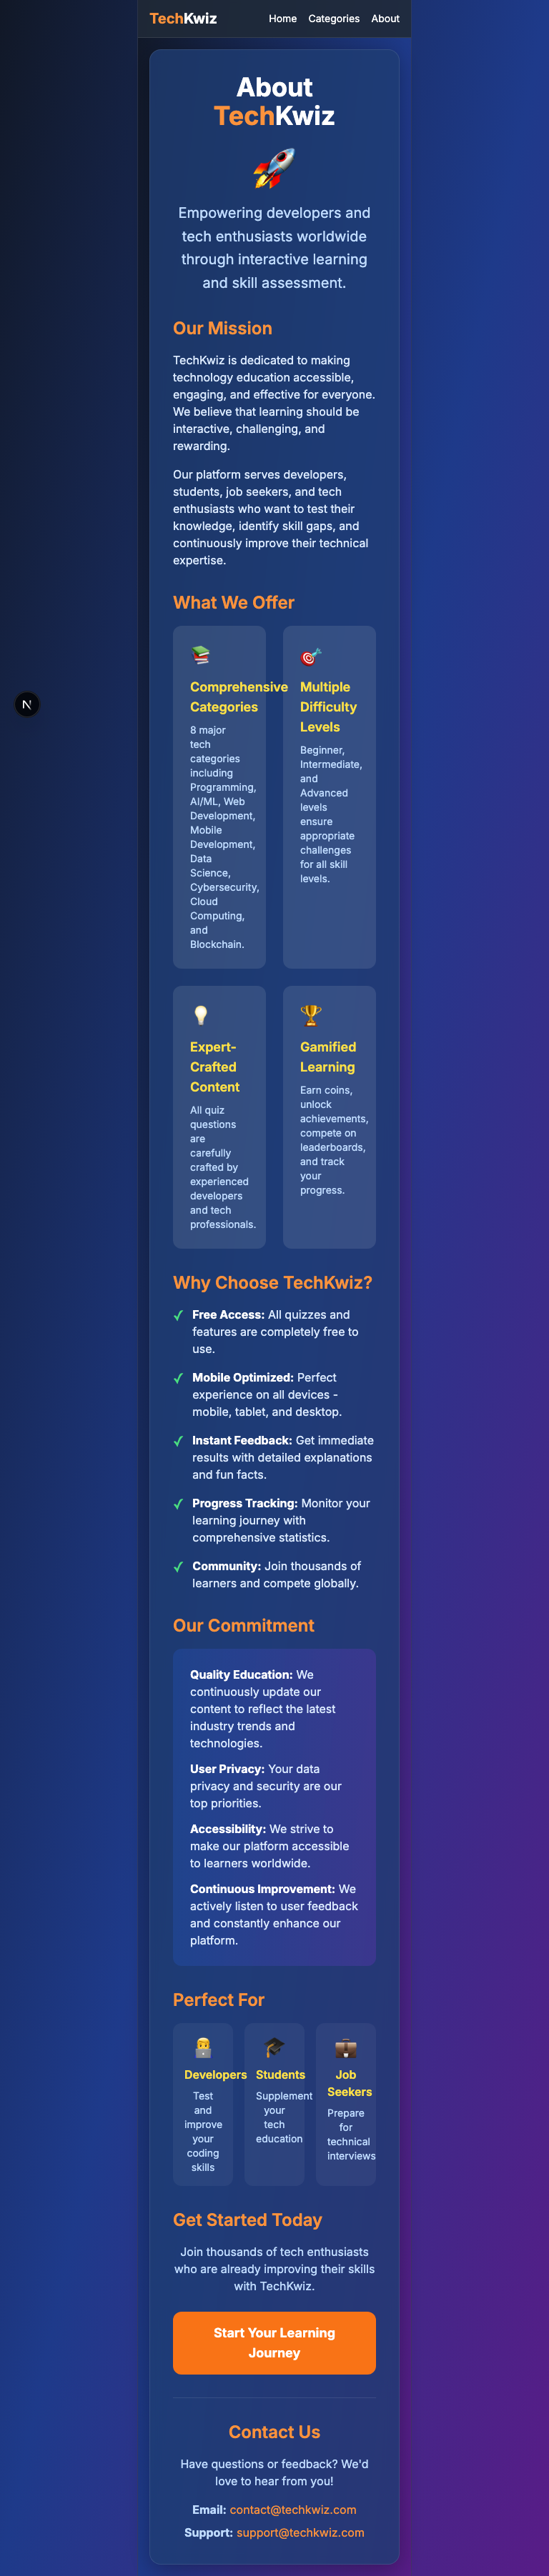 TechKwiz
Home Categories About
About
TechKwiz
Empowering developers and
tech enthusiasts worldwide
through interactive learning
and skill assessment.
Our Mission
TechKwiz is dedicated to making
technology education accessible,
engaging, and effective for everyone.
We believe that learning should be
interactive, challenging, and
rewarding.
Our platform serves developers,
students, job seekers, and tech
enthusiasts who want to test their
knowledge, identify skill gaps, and
continuously improve their technical
expertise.
What We Offer
Comprehensive
Categories
8 major
tech
categories
including
Programming,
AI/ML, Web
Development,
Mobile
Development,
Data
Science,
Cybersecurity,
Cloud
Computing,
and
Blockchain.
Multiple
Difficulty
Levels
Beginner,
Intermediate,
and
Advanced
levels
ensure
appropriate
challenges
for all skill
levels.
N
Expert-
Crafted
Content
All quiz
questions
are
carefully
crafted by
experienced
developers
and tech
professionals.
Gamified
Learning
Earn coins,
unlock
achievements,
compete on
leaderboards,
and track
your
progress.
Why Choose TechKwiz?
✓ Free Access: All quizzes and
features are completely free to
use.
✓ Mobile Optimized: Perfect
experience on all devices -
mobile, tablet, and desktop.
✓ Instant Feedback: Get immediate
results with detailed explanations
and fun facts.
✓ Progress Tracking: Monitor your
learning journey with
comprehensive statistics.
✓ Community: Join thousands of
learners and compete globally.
Our Commitment
Quality Education: We
continuously update our
content to reflect the latest
industry trends and
technologies.
User Privacy: Your data
privacy and security are our
top priorities.
Accessibility: We strive to
make our platform accessible
to learners worldwide.
Continuous Improvement: We
actively listen to user feedback
and constantly enhance our
platform.
Perfect For
Developers
Test
and
improve
your
coding
skills
Students
Supplement
your
tech
education
Job
Seekers
Prepare
for
technical
interviews
Get Started Today
Join thousands of tech enthusiasts
who are already improving their skills
with TechKwiz.
Start Your Learning
Journey
Contact Us
Have questions or feedback? We'd
love to hear from you!
Email: contact@techkwiz.com
Support: support@techkwiz.com